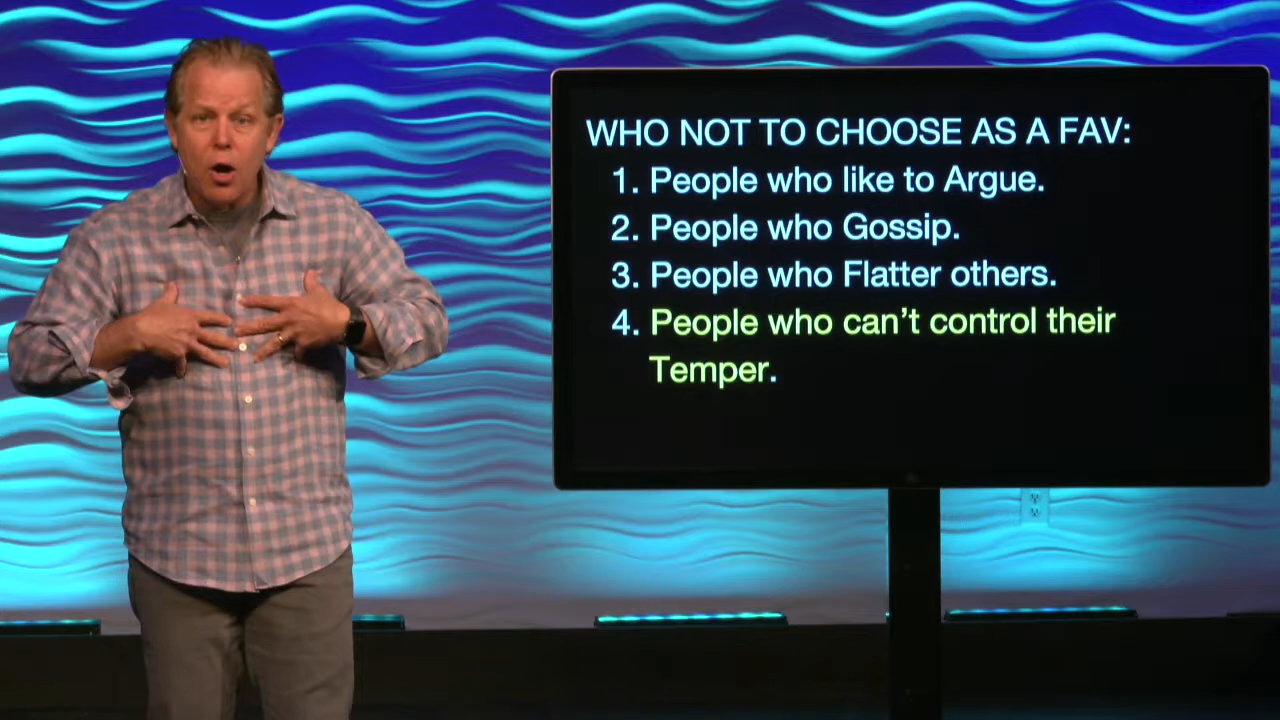 WHO NOT TO CHOOSE AS A FAV:
1. People who like to Argue.
2. People who Gossip.
3. People who Flatter others.
4. People who can’t control their
Temper.